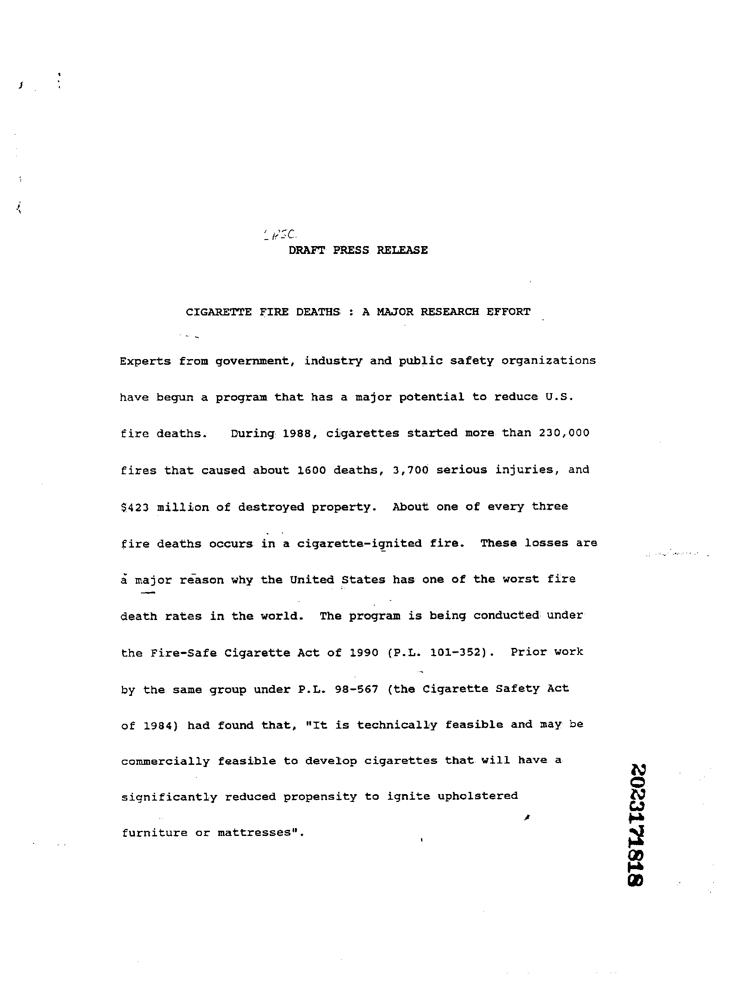 DRAFT PRESS RELEASE
CIGARETTE FIRE DEATHS : A MAJOR RESEARCH EFFORT
Experts from government, industry and public safety organizations
have begun a program that has a major potential to reduce U.S.
fire deaths. During 1988, cigarettes started more than 230,000
fires that caused about 1600 deaths, 3,700 serious injuries, and
$423 million of destroyed property. About one of every three
fire deaths occurs in a cigarette-ignited fire. These losses are
a major reason why the United States has one of the worst fire
death rates in the world. The program is being conducted under
the Fire-Safe Cigarette Act of 1990 (P.L. 101-352). Prior work
by the same group under P.L. 98-567 (the Cigarette Safety Act
of 1984) had found that, "It is technically feasible and may be
commercially feasible to develop cigarettes that will have a
significantly reduced propensity to ignite upholstered
furniture or mattresses".
2023171818